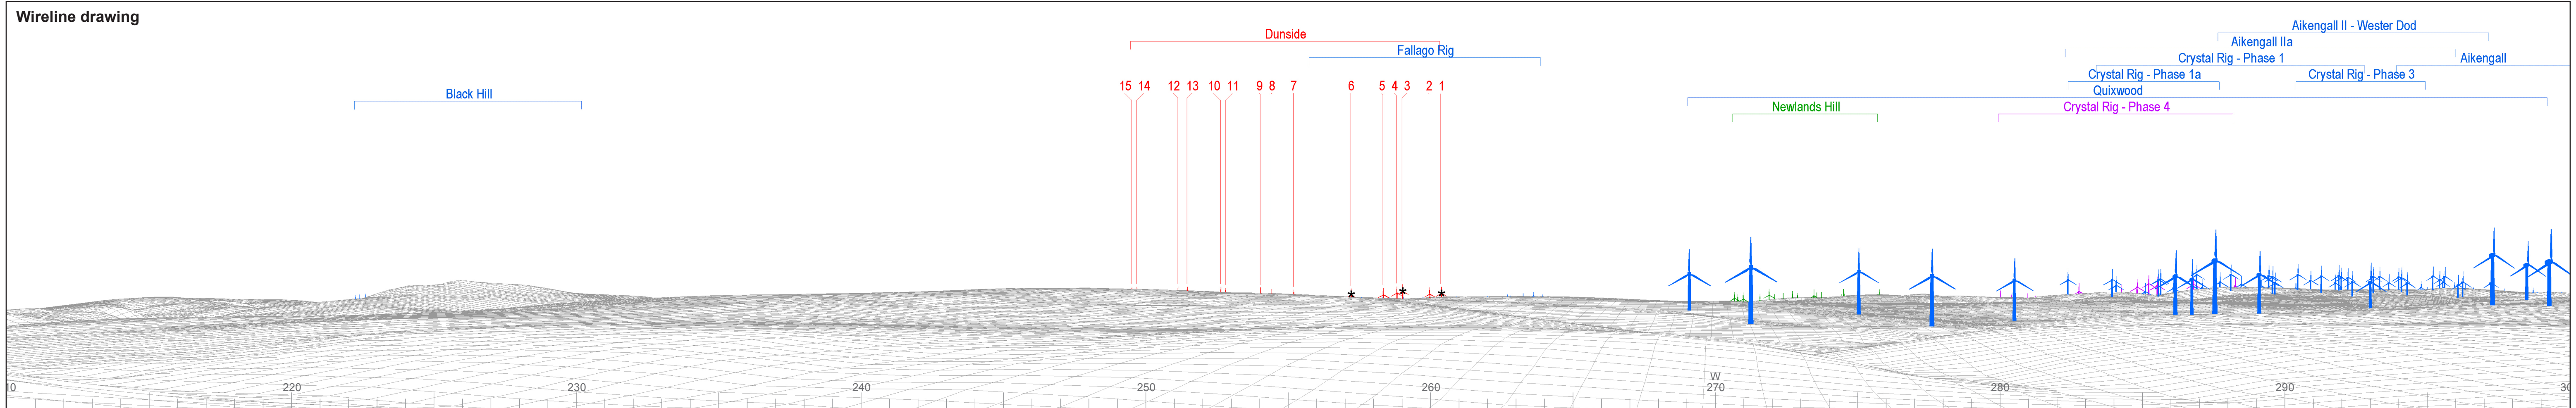 Wireline drawing
Aikengall II - Wester Dod
Dunside
Aikengall IIa
Fallago Rig
Crystal Rig - Phase 1
Aikengall
Crystal Rig - Phase 1a
Crystal Rig - Phase 3
15 14 12 13 10 11 9 8 7 6 5 4 3 2 1
Quixwood
Black Hill
Newlands Hill
Crystal Rig - Phase 4
* * *
W
10 220 230 240 250 260 270 280 290 30